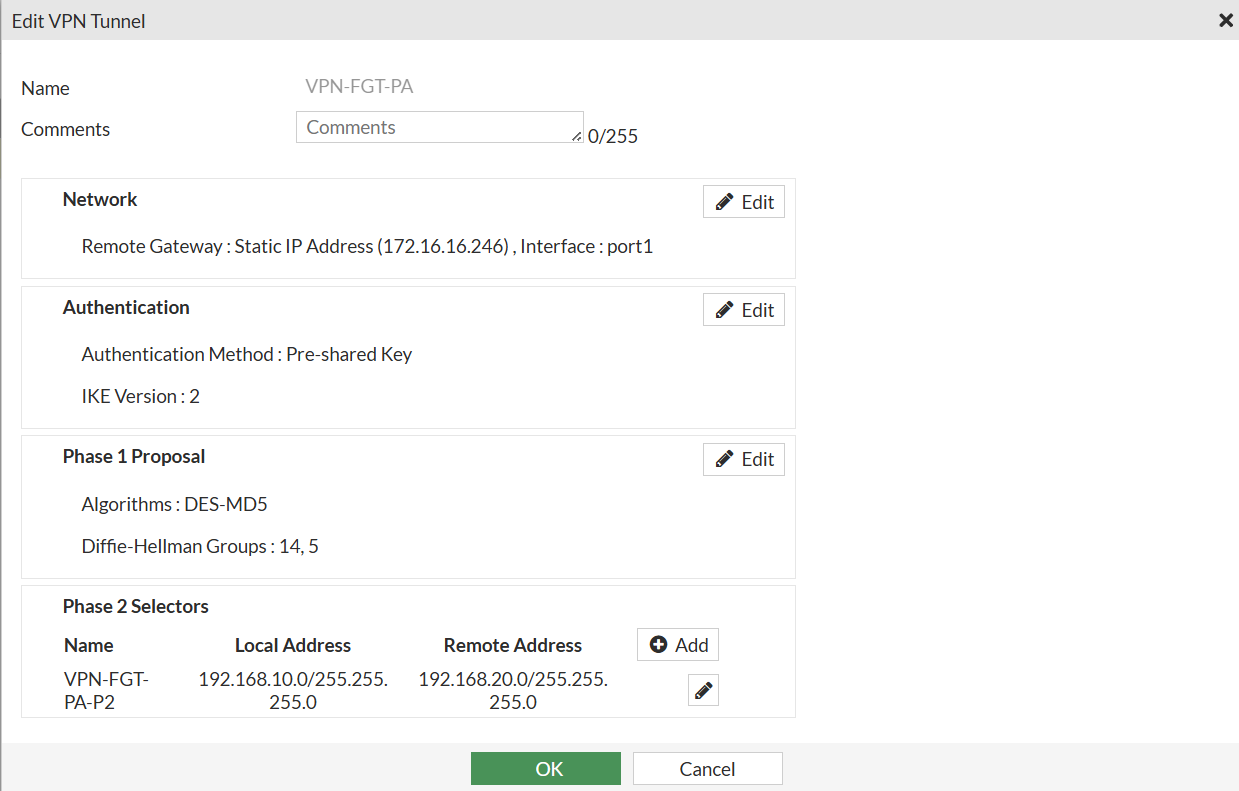 Edit VPN Tunnel
Name VPN-FGT-PA
Comments Comments 0/255
Network Edit
Remote Gateway : Static IP Address (172.16.16.246) , Interface : port1
Authentication Edit
Authentication Method : Pre-shared Key
IKE Version : 2
Phase 1 Proposal Edit
Algorithms : DES-MD5
Diffie-Hellman Groups : 14, 5
Phase 2 Selectors
Name Local Address Remote Address Add
VPN-FGT- 192.168.10.0/255.255. 192.168.20.0/255.255.
PA-P2 255.0 255.0
OK Cancel